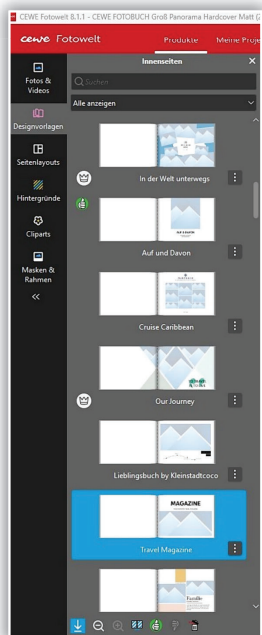 CEWE Fotowelt 8.1.1 - CEWE FOTOBUCH Groß Panorama Hardcover Matt
cewe Fotowelt
Produkte
Meine Proje
Innenseiten
Fotos &
Videos
Suchen
Alle anzeigen
Designvorlagen
Seitenlayouts
Hintergründe
Cliparts
Masken &
Rahmen
In der Welt unterwegs
Auf und Davon
Cruise Caribbean
Our Journey
Lieblingsbuch by Kleinstadtcoco
MAGAZINE
Travel Magazine
Familie